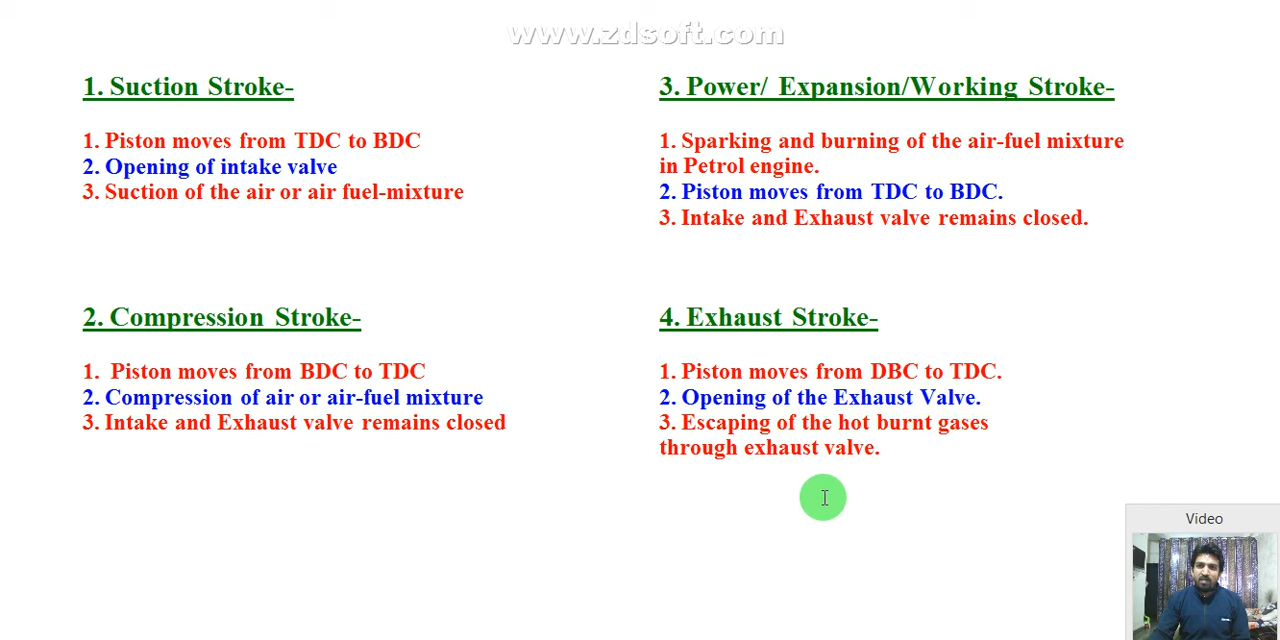 www.zdsoft.com
1. Suction Stroke-
1. Piston moves from TDC to BDC
2. Opening of intake valve
3. Suction of the air or air fuel-mixture
2. Compression Stroke-
1. Piston moves from BDC to TDC
2. Compression of air or air-fuel mixture
3. Intake and Exhaust valve remains closed
3. Power/ Expansion/Working Stroke-
1. Sparking and burning of the air-fuel mixture
in Petrol engine.
2. Piston moves from TDC to BDC.
3. Intake and Exhaust valve remains closed.
4. Exhaust Stroke-
1. Piston moves from DBC to TDC.
2. Opening of the Exhaust Valve.
3. Escaping of the hot burnt gases
through exhaust valve.
Video